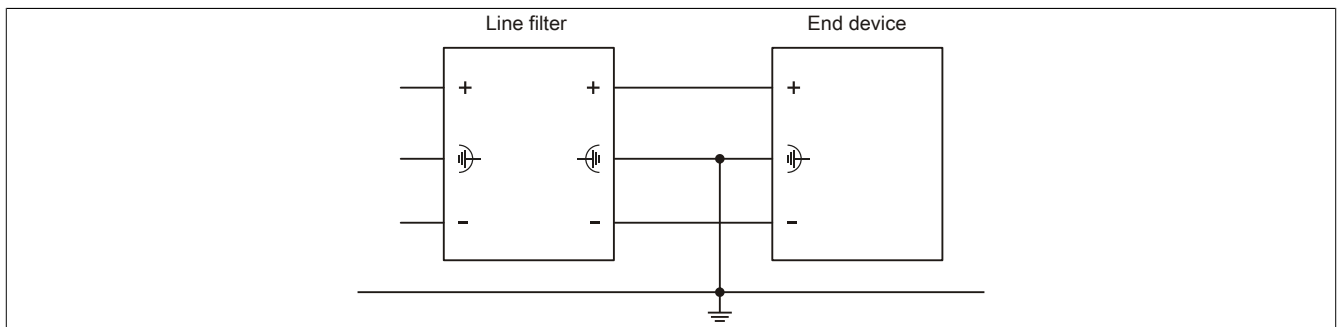 Line filter End device
+ + +
- - -